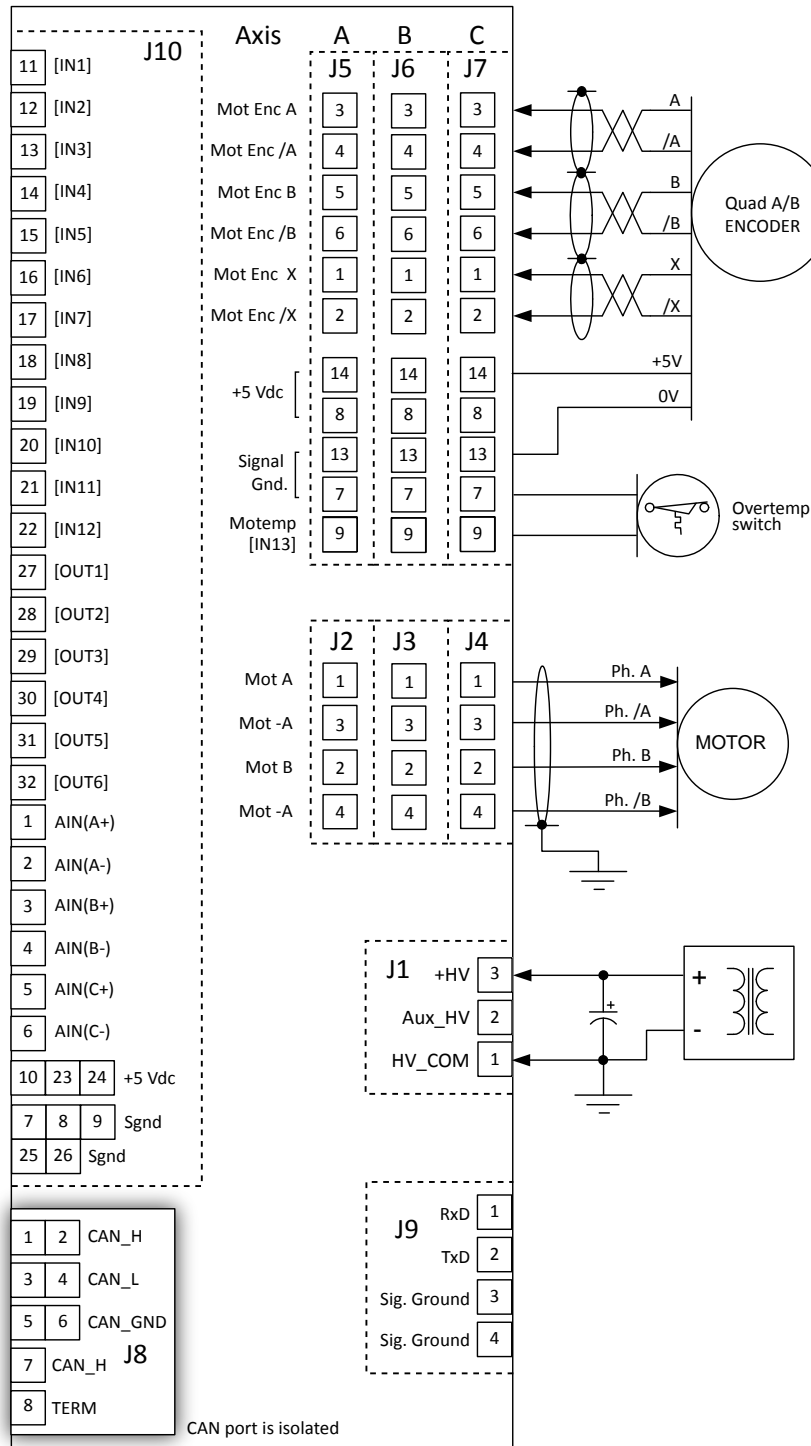 J10
11 [IN1]
12 [IN2]
13 [IN3]
14 [IN4]
15 [IN5]
16 [IN6]
17 [IN7]
18 [IN8]
19 [IN9]
20 [IN10]
21 [IN11]
22 [IN12]
27 [OUT1]
28 [OUT2]
29 [OUT3]
30 [OUT4]
31 [OUT5]
32 [OUT6]
1 AIN(A+)
2 AIN(A-)
3 AIN(B+)
4 AIN(B-)
5 AIN(C+)
6 AIN(C-)
10 23 24 +5 Vdc
7 8 9 Sgnd
25 26 Sgnd
1 2 CAN_H
3 4 CAN_L
5 6 CAN_GND
J8
7 CAN_H
8 TERM
CAN port is isolated
Axis A B C
J5 J6 J7
Mot Enc A 3 3 3 A
Mot Enc /A 4 4 4 /A
Mot Enc B 5 5 5 B
Mot Enc /B 6 6 6 /B
Mot Enc X 1 1 1 X
Mot Enc /X 2 2 2 /X
Quad A/B
ENCODER
+5 Vdc
14 14 14 +5V
8 8 8 0V
Signal
Gnd.
13 13 13
7 7 7
Motemp
[IN13]
9 9 9
Overtemp
switch
J2 J3 J4
Mot A 1 1 1 Ph. A
Mot -A 3 3 3 Ph. /A
Mot B 2 2 2 Ph. B
Mot -A 4 4 4 Ph. /B
MOTOR
J1
+HV 3
Aux_HV 2
HV_COM 1
+
+
-
J9
RxD 1
TxD 2
Sig. Ground 3
Sig. Ground 4